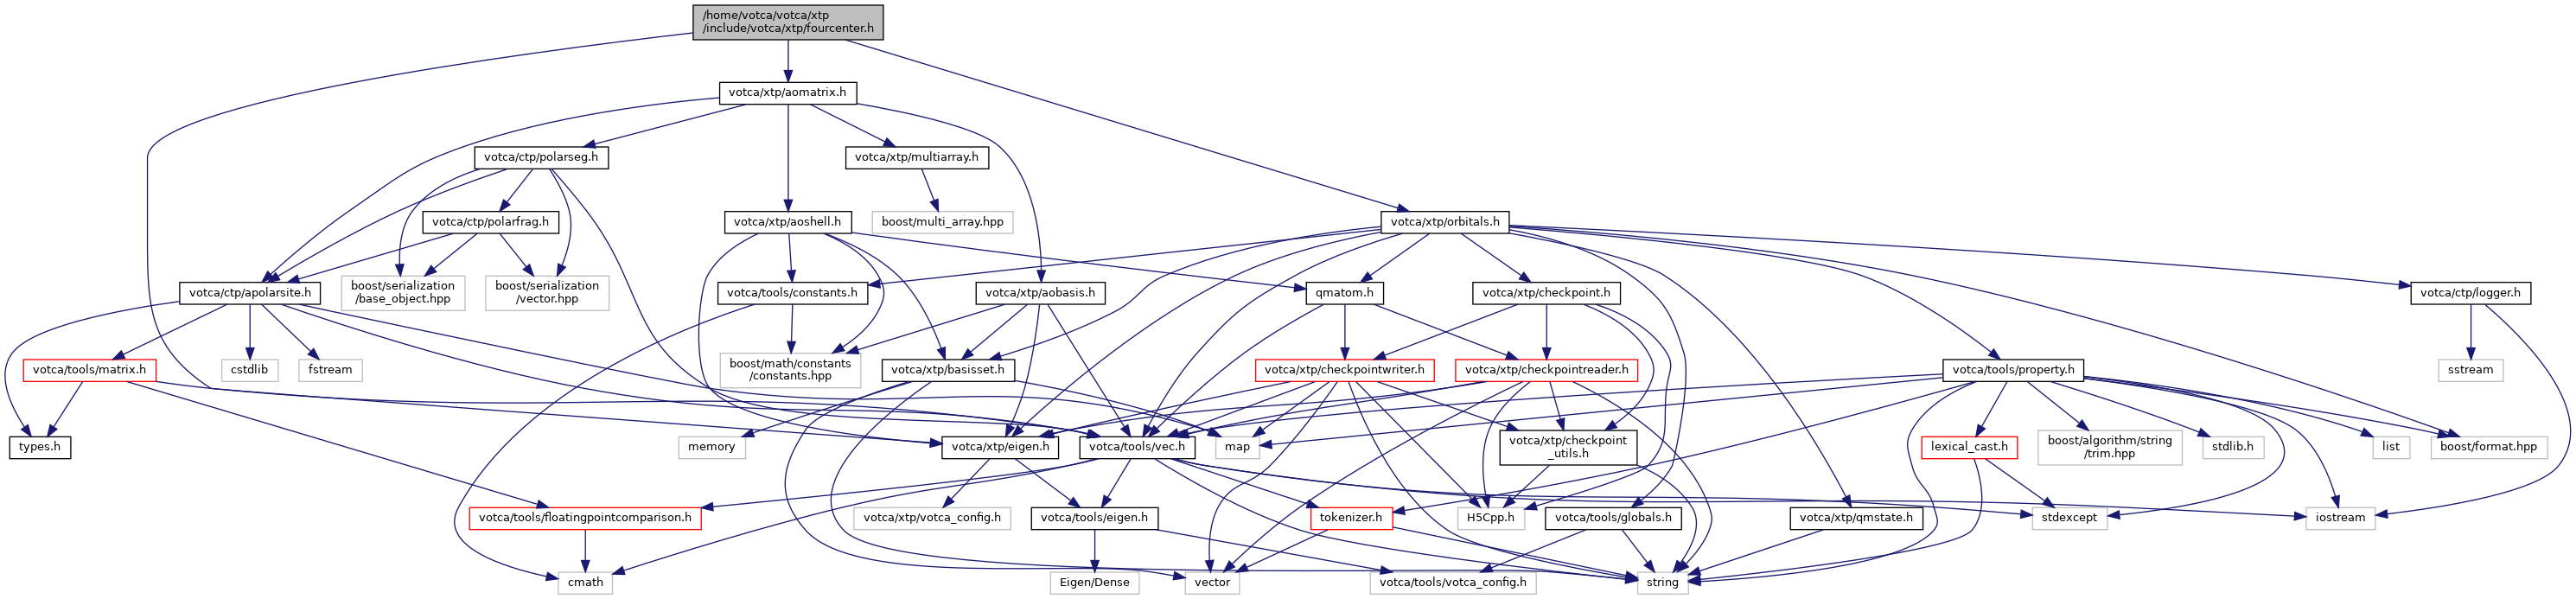 /home/votca/votca/xtp
/include/votca/xtp/fourcenter.h
votca/xtp/aomatrix.h
votca/ctp/polarseg.h
votca/xtp/multiarray.h
votca/ctp/polarfrag.h
votca/xtp/aoshell.h
boost/multi_array.hpp
votca/xtp/orbitals.h
votca/ctp/apolarsite.h
boost/serialization
/base_object.hpp
boost/serialization
/vector.hpp
votca/tools/constants.h
votca/xtp/aobasis.h
qmatom.h
votca/xtp/checkpoint.h
votca/ctp/logger.h
votca/tools/matrix.h
cstdlib
fstream
boost/math/constants
/constants.hpp
votca/xtp/basisset.h
votca/xtp/checkpointwriter.h
votca/xtp/checkpointreader.h
votca/tools/property.h
sstream
types.h
memory
votca/xtp/eigen.h
votca/tools/vec.h
map
votca/xtp/checkpoint
_utils.h
lexical_cast.h
boost/algorithm/string
/trim.hpp
stdlib.h
list
boost/format.hpp
votca/tools/floatingpointcomparison.h
votca/xtp/votca_config.h
votca/tools/eigen.h
tokenizer.h
H5Cpp.h
votca/tools/globals.h
votca/xtp/qmstate.h
stdexcept
iostream
cmath
Eigen/Dense
vector
votca/tools/votca_config.h
string